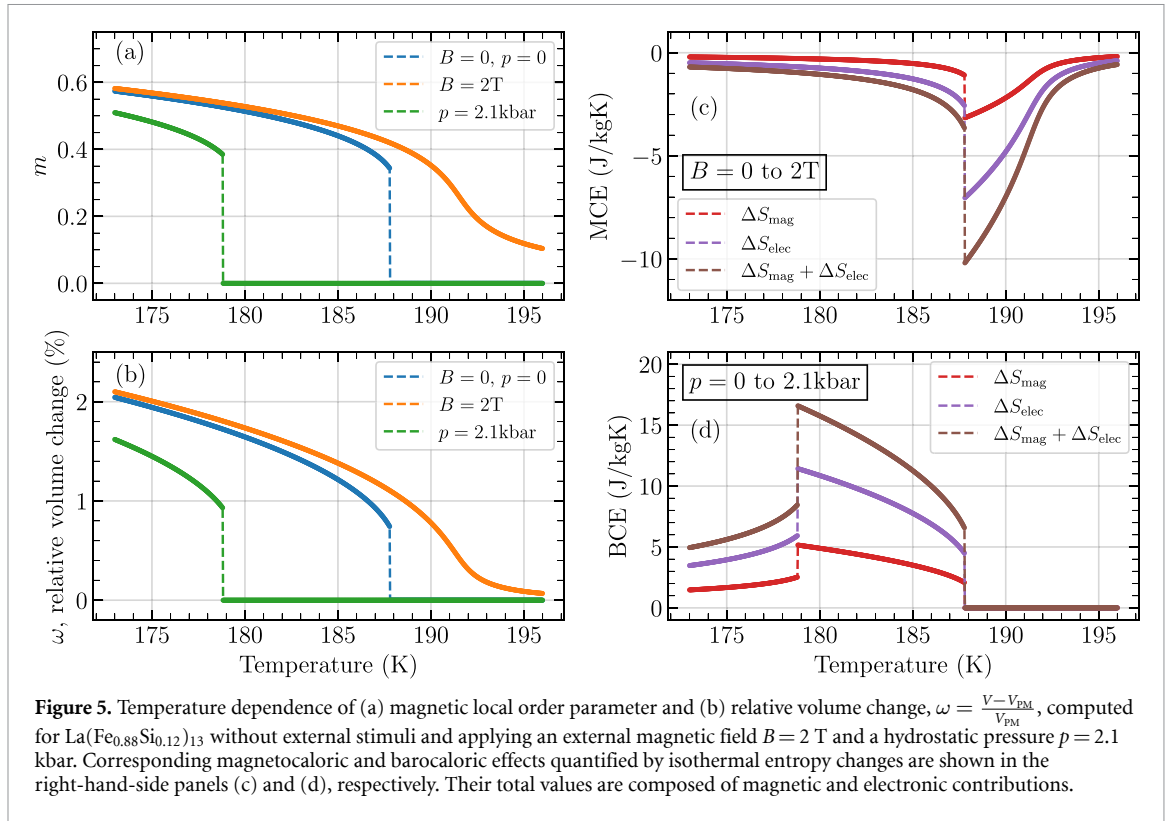 (a)
B = 0, p = 0
B = 2T
p = 2.1kbar
m
0.6
0.4
0.2
0.0
175 180 185 190 195
(b)
B = 0, p = 0
B = 2T
p = 2.1kbar
ω, relative volume change (%)
2
1
0
175 180 185 190 195
Temperature (K)
(c)
B = 0 to 2T
ΔS_mag
ΔS_elec
ΔS_mag + ΔS_elec
MCE (J/kgK)
0
−5
−10
175 180 185 190 195
p = 0 to 2.1kbar
(d)
ΔS_mag
ΔS_elec
ΔS_mag + ΔS_elec
BCE (J/kgK)
20
15
10
5
0
175 180 185 190 195
Temperature (K)
Figure 5. Temperature dependence of (a) magnetic local order parameter and (b) relative volume change, ω = (V−V_PM)/V_PM, computed
for La(Fe₀.₈₈Si₀.₁₂)₁₃ without external stimuli and applying an external magnetic field B = 2 T and a hydrostatic pressure p = 2.1
kbar. Corresponding magnetocaloric and barocaloric effects quantified by isothermal entropy changes are shown in the
right-hand-side panels (c) and (d), respectively. Their total values are composed of magnetic and electronic contributions.